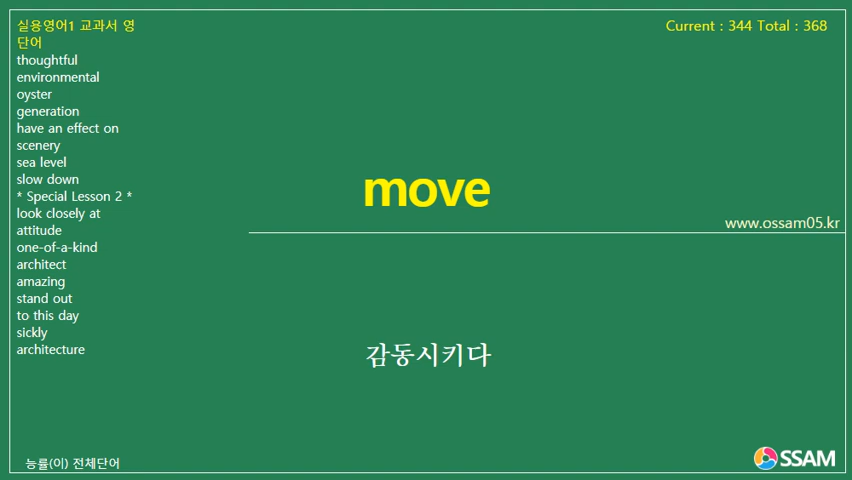 실용영어1 교과서 영
단어
thoughtful
environmental
oyster
generation
have an effect on
scenery
sea level
slow down
* Special Lesson 2 *
look closely at
attitude
one-of-a-kind
architect
amazing
stand out
to this day
sickly
architecture
Current : 344 Total : 368
move
www.ossam05.kr
감동시키다
능률(이) 전체단어
OSSAM